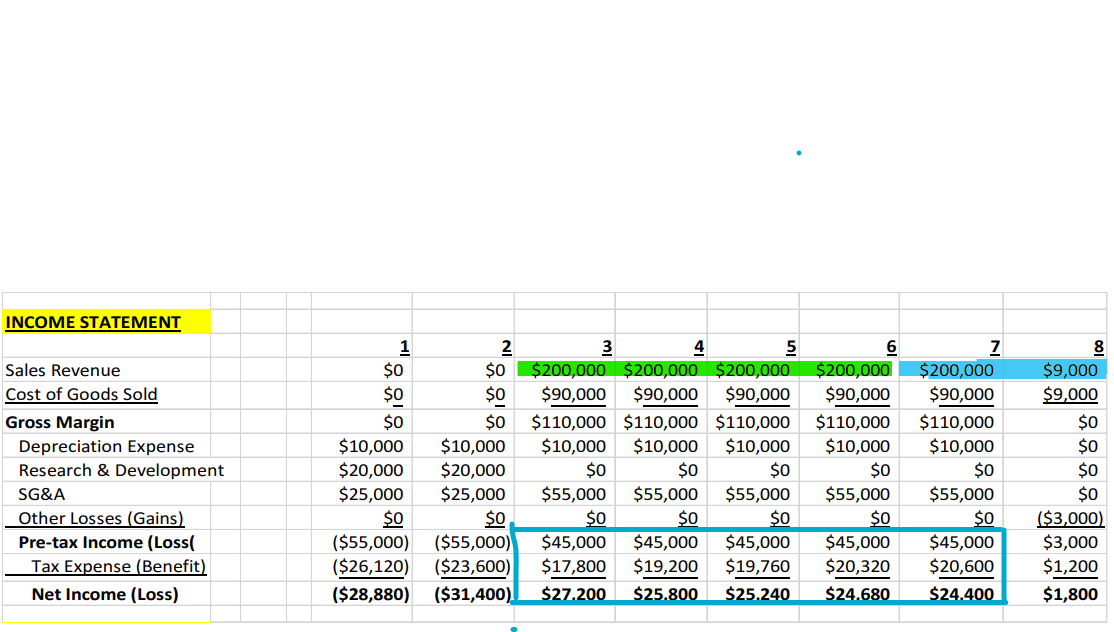 INCOME STATEMENT
1 2 3 4 5 6 7 8
Sales Revenue $0 $0 $200,000 $200,000 $200,000 $200,000 $200,000 $9,000
Cost of Goods Sold $0 $0 $90,000 $90,000 $90,000 $90,000 $90,000 $9,000
Gross Margin $0 $0 $110,000 $110,000 $110,000 $110,000 $110,000 $0
Depreciation Expense $10,000 $10,000 $10,000 $10,000 $10,000 $10,000 $10,000 $0
Research & Development $20,000 $20,000 $0 $0 $0 $0 $0 $0
SG&A $25,000 $25,000 $55,000 $55,000 $55,000 $55,000 $55,000 $0
Other Losses (Gains) $0 $0 $0 $0 $0 $0 $0 ($3,000)
Pre-tax Income (Loss( ($55,000) ($55,000) $45,000 $45,000 $45,000 $45,000 $45,000 $3,000
Tax Expense (Benefit) ($26,120) ($23,600) $17,800 $19,200 $19,760 $20,320 $20,600 $1,200
Net Income (Loss) ($28,880) ($31,400) $27,200 $25,800 $25,240 $24,680 $24,400 $1,800